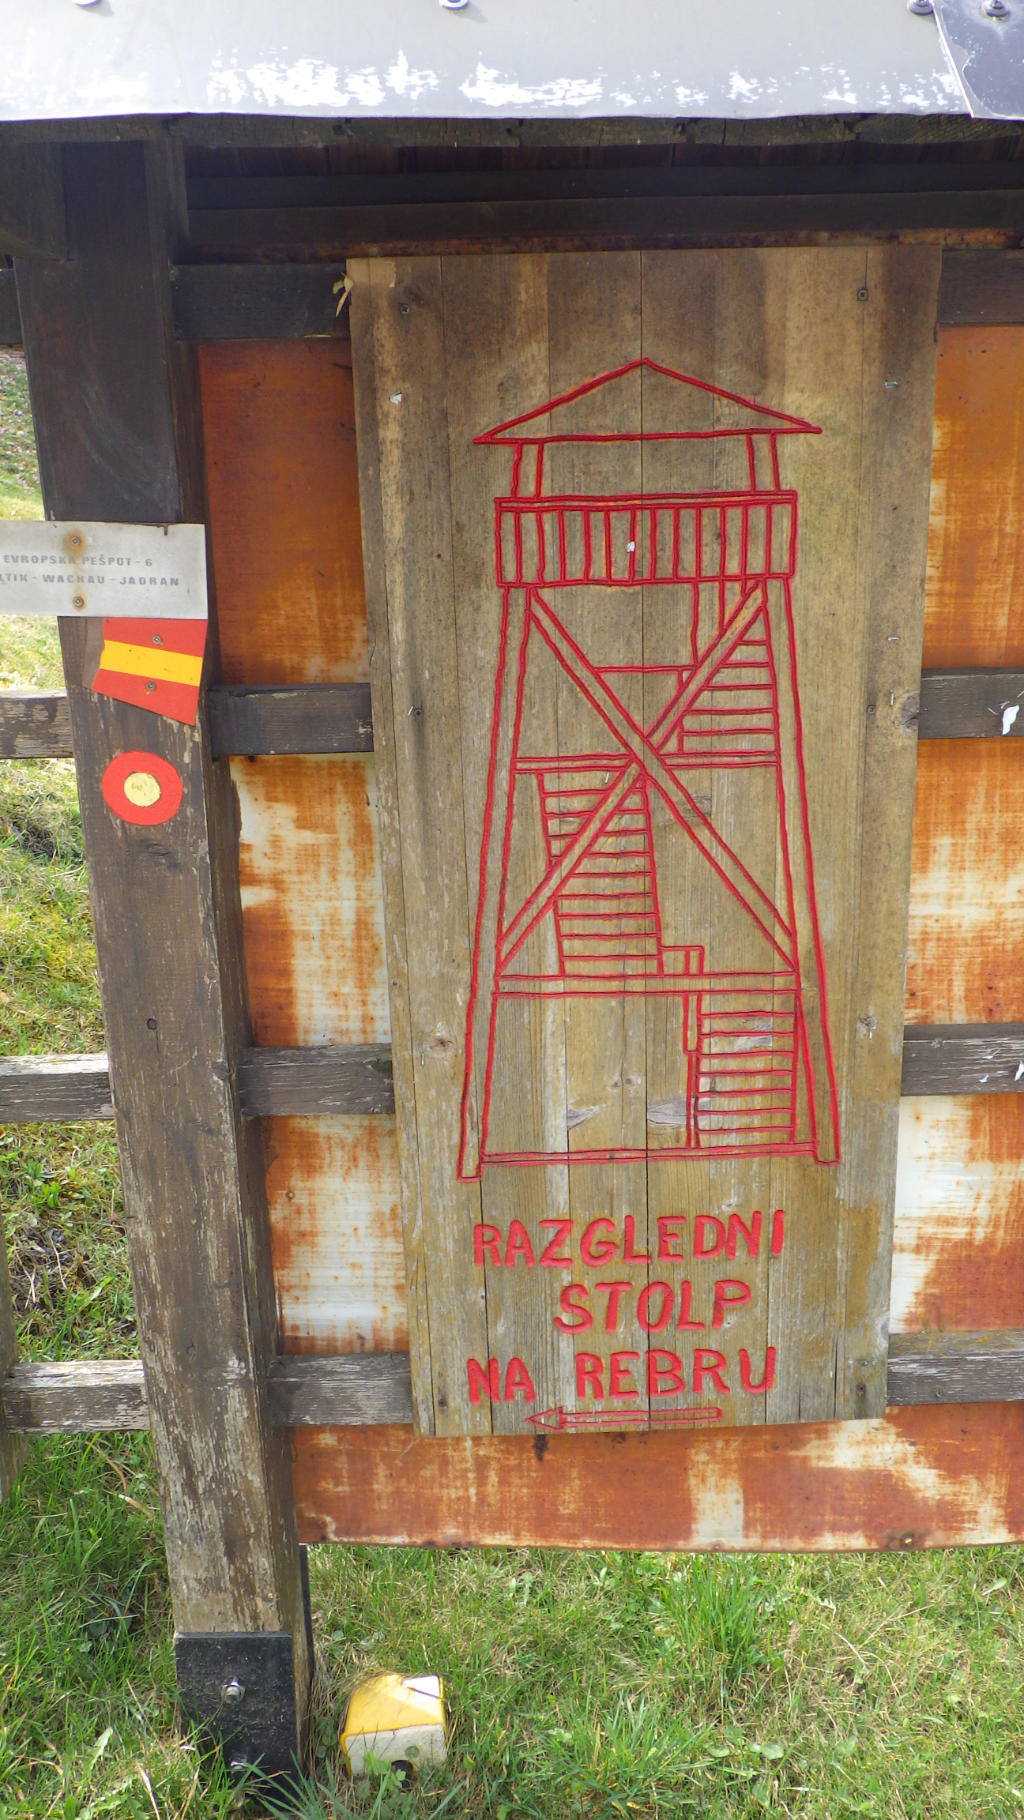 EVROPSKA PEŠPOT - 6
- WACHAU - JADRAN
RAZGLEDNI
STOLP
NA REBRU